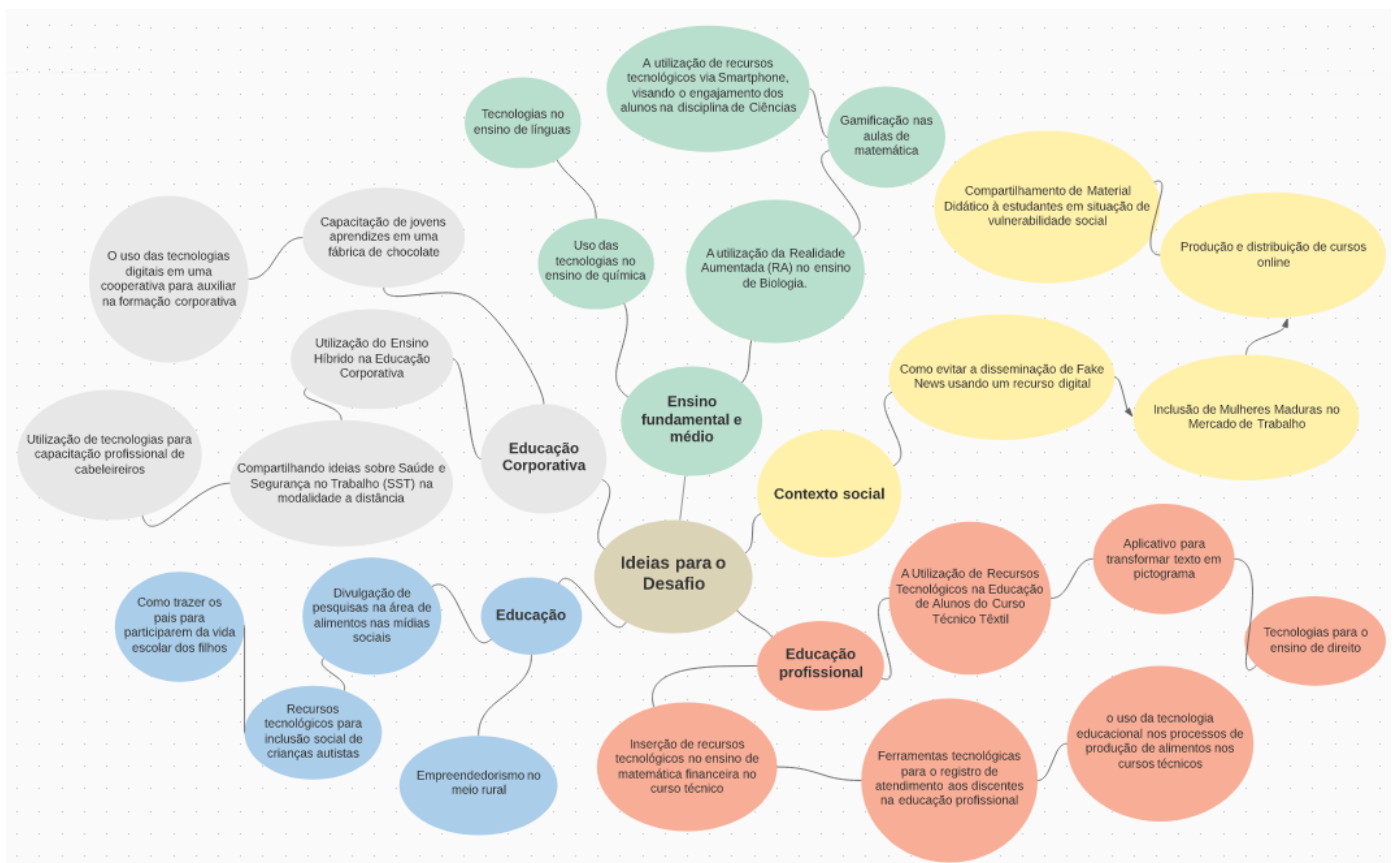 A utilização de recursos
tecnológicos via Smartphone,
visando o engajamento dos
alunos na disciplina de Ciências
Tecnologias no
ensino de línguas
Gamificação nas
aulas de
matemática
Compartilhamento de Material
Didático à estudantes em situação de
vulnerabilidade social
Capacitação de jovens
aprendizes em uma
fábrica de chocolate
O uso das tecnologias
digitais em uma
cooperativa para auxiliar
na formação corporativa
Uso das
tecnologias no
ensino de química
A utilização da Realidade
Aumentada (RA) no ensino
de Biologia.
Produção e distribuição de cursos
online
Utilização do Ensino
Híbrido na Educação
Corporativa
Como evitar a disseminação de Fake
News usando um recurso digital
Ensino
fundamental e
médio
Inclusão de Mulheres Maduras no
Mercado de Trabalho
Utilização de tecnologias para
capacitação profissional de
cabeleireiros
Educação
Corporativa
Compartilhando ideias sobre Saúde e
Segurança no Trabalho (SST) na
modalidade a distância
Contexto social
Ideias para o
Desafio
Aplicativo para
transformar texto em
pictograma
A Utilização de Recursos
Tecnológicos na Educação
de Alunos do Curso
Técnico Têxtil
Como trazer os
pais para
participarem da vida
escolar dos filhos
Divulgação de
pesquisas na área de
alimentos nas mídias
sociais
Educação
Tecnologias para o
ensino de direito
Educação
profissional
Recursos
tecnológicos para
inclusão social de
crianças autistas
Empreendedorismo no
meio rural
Inserção de recursos
tecnológicos no ensino de
matemática financeira no
curso técnico
Ferramentas tecnológicas
para o registro de
atendimento aos discentes
na educação profissional
o uso da tecnologia
educacional nos processos de
produção de alimentos nos
cursos técnicos